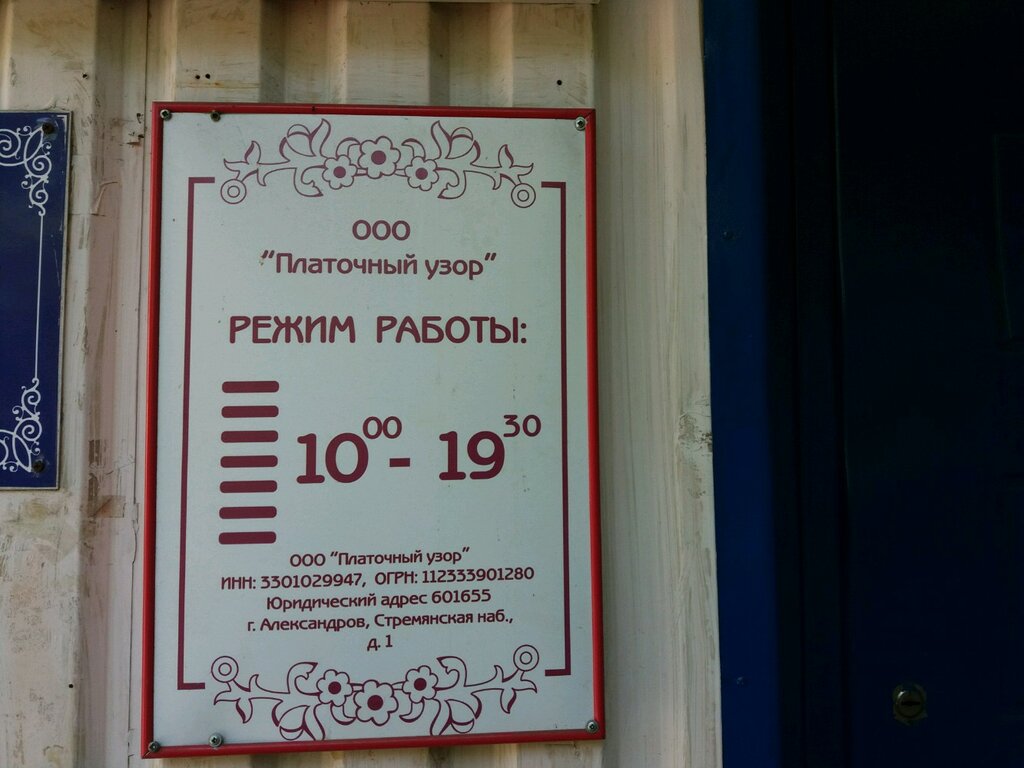 ООО
"Платочный узор"
РЕЖИМ РАБОТЫ:
10⁰⁰ - 19³⁰
ООО "Платочный узор"
ИНН: 3301029947, ОГРН: 112333901280
Юридический адрес 601655
г. Александров, Стремянская наб.,
д. 1